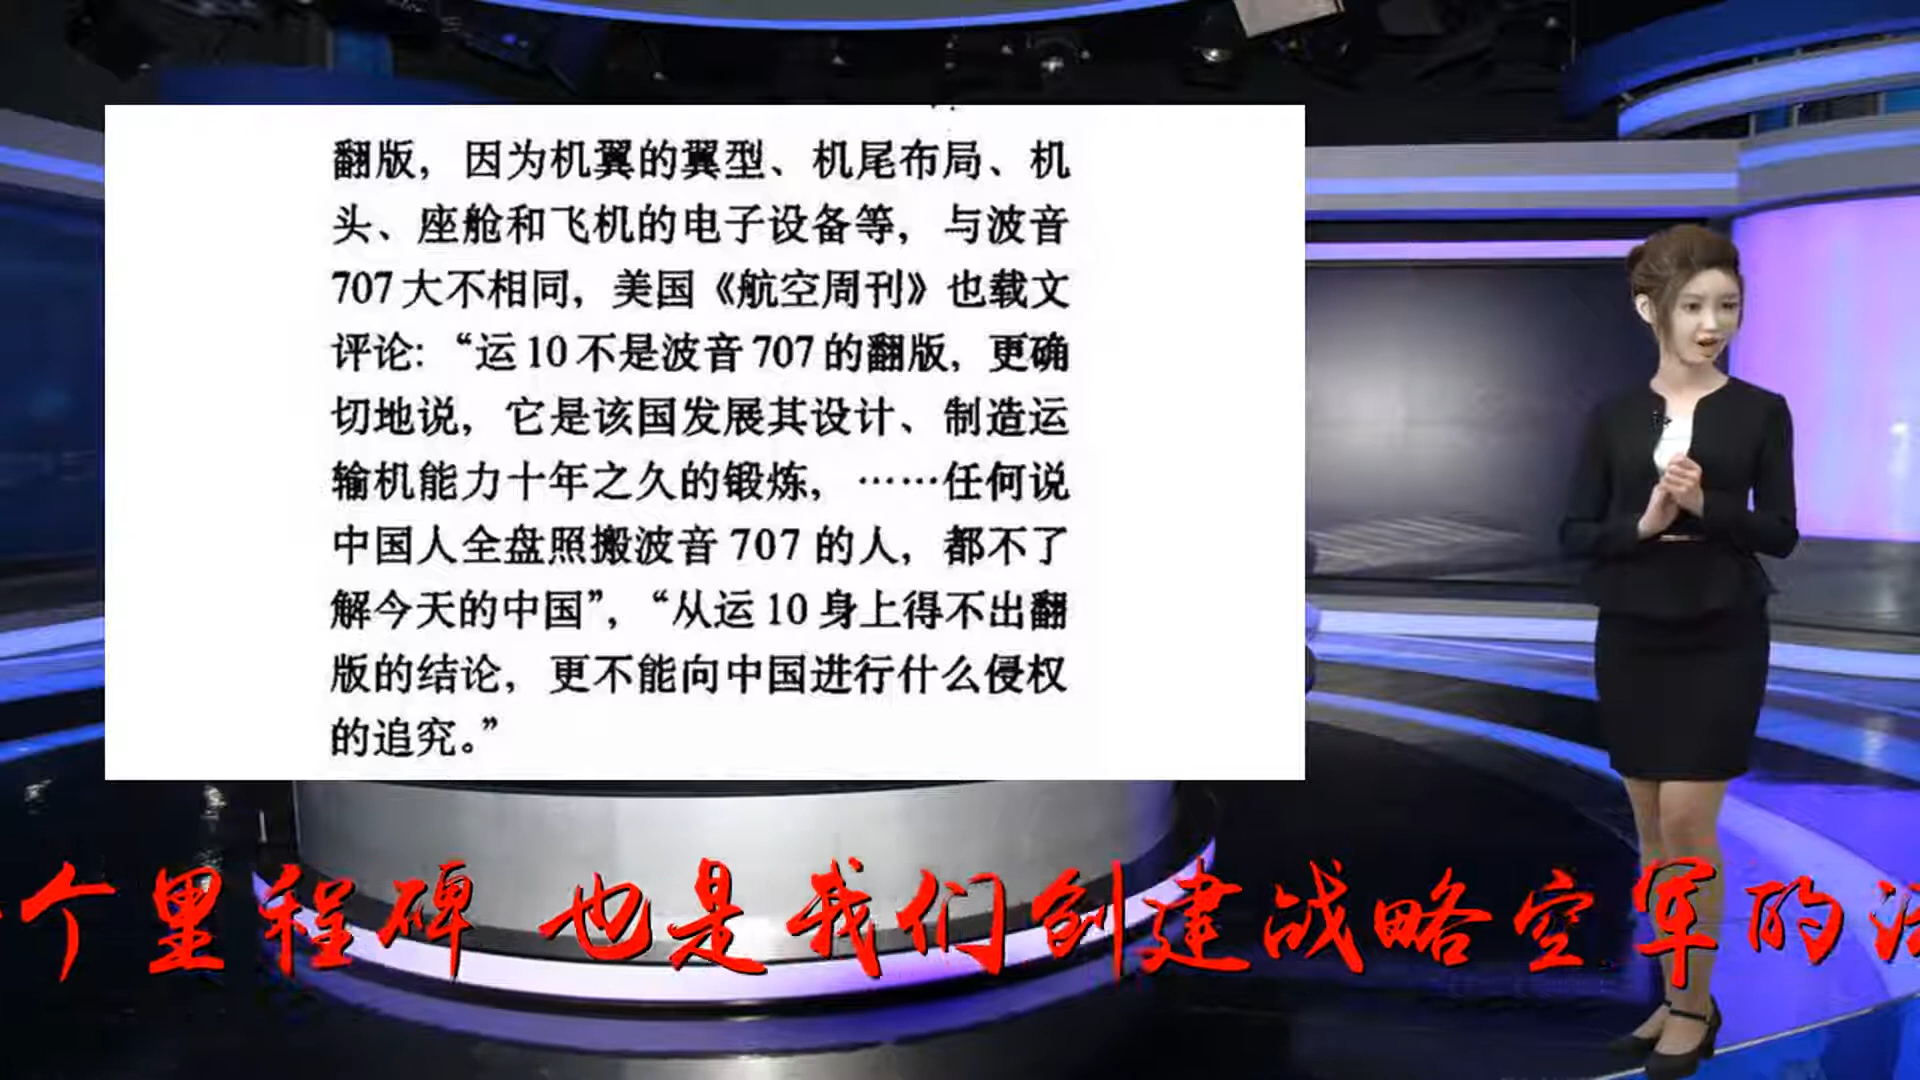 翻版，因为机翼的翼型、机尾布局、机
头、座舱和飞机的电子设备等，与波音
707大不相同，美国《航空周刊》也载文
评论：“运10不是波音707的翻版，更确
切地说，它是该国发展其设计、制造运
输机能力十年之久的锻炼，……任何说
中国人全盘照搬波音707的人，都不了
解今天的中国”，“从运10身上得不出翻
版的结论，更不能向中国进行什么侵权
的追究。”
个里程碑 也是我们创建战略空军的